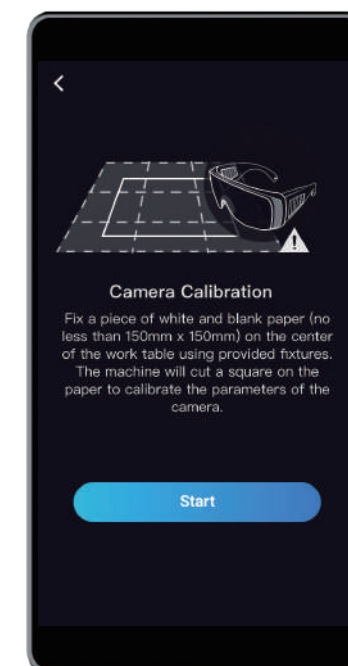 Camera Calibration
Fix a piece of white and blank paper (no
less than 150mm x 150mm) on the center
of the work table using provided fixtures.
The machine will cut a square on the
paper to calibrate the parameters of the
camera.
Start